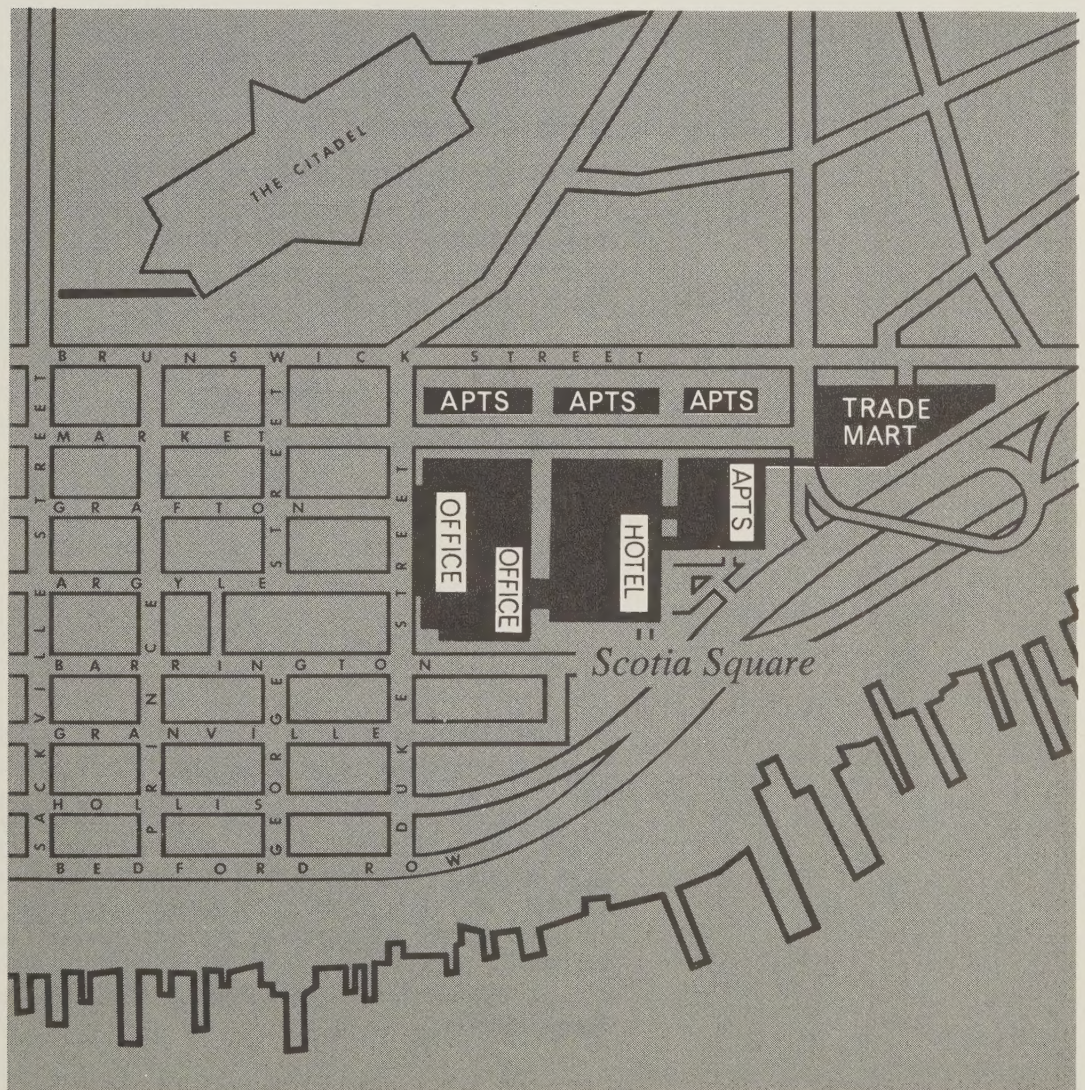 THE CITADEL
BRUNSWICK STREET
APTS
APTS
APTS
TRADE
MART
MARKET
GRAFTON
ARGYLE
BARRINGTON
GRANVILLE
HOLLIS
BEDFORD ROW
SACKVILLE STREET
PRINCE
GEORGE STREET
DUKE STREET
OFFICE
OFFICE
HOTEL
APTS
Scotia Square